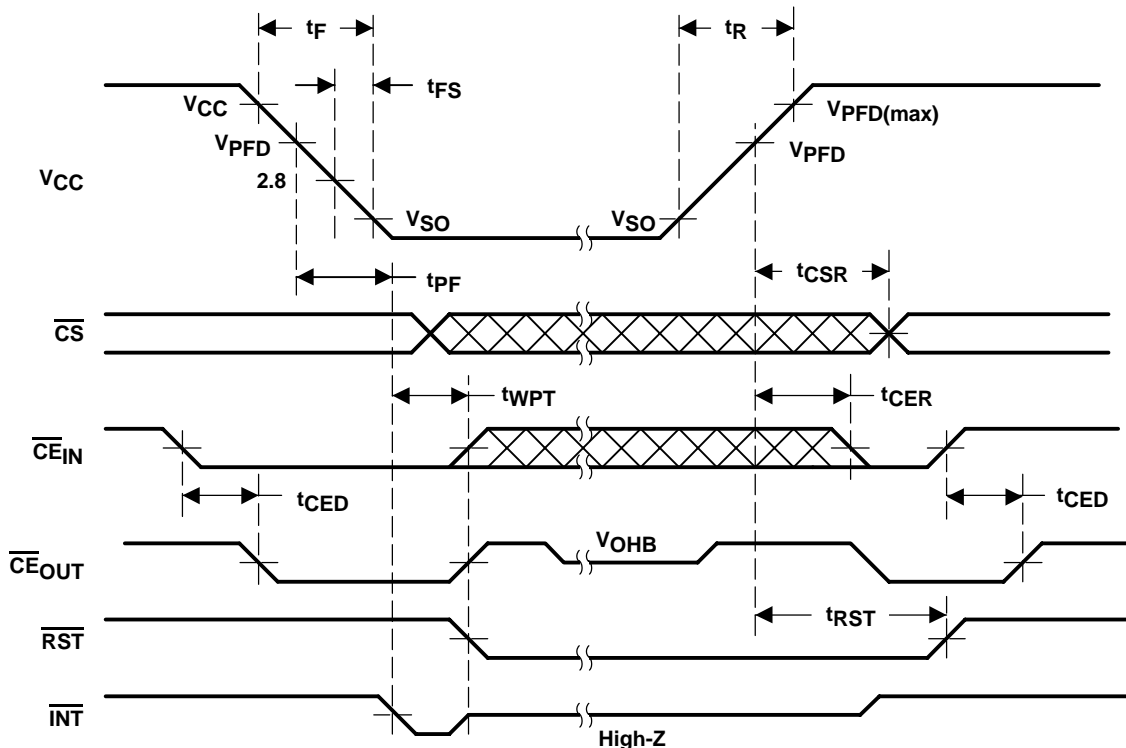 tF
tR
tFS
VCC
VPFD(max)
VPFD
VPFD
VCC
2.8
VSO
VSO
tPF
tCSR
CS
tWPT
tCER
CEIN
tCED
tCED
VOHB
CEOUT
tRST
RST
INT
High-Z